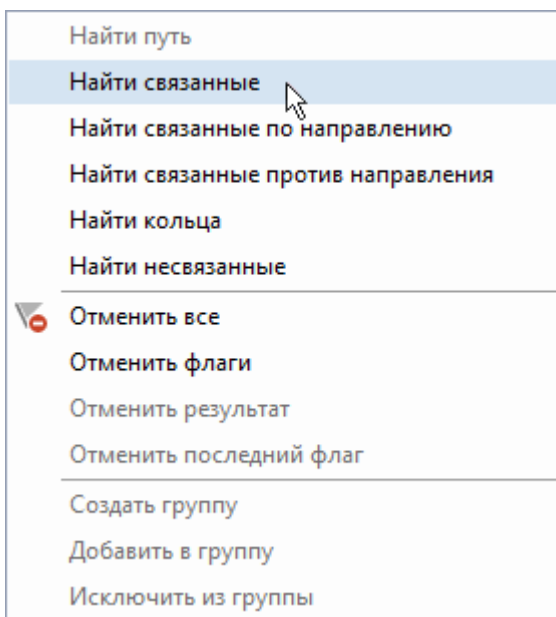 Найти путь
Найти связанные
Найти связанные по направлению
Найти связанные против направления
Найти кольца
Найти несвязанные
Отменить все
Отменить флаги
Отменить результат
Отменить последний флаг
Создать группу
Добавить в группу
Исключить из группы